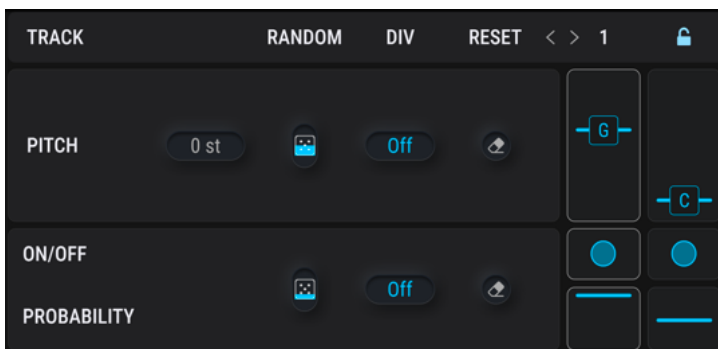 TRACK RANDOM DIV RESET < > 1
PITCH 0 st Off G
C
ON/OFF
Off
PROBABILITY